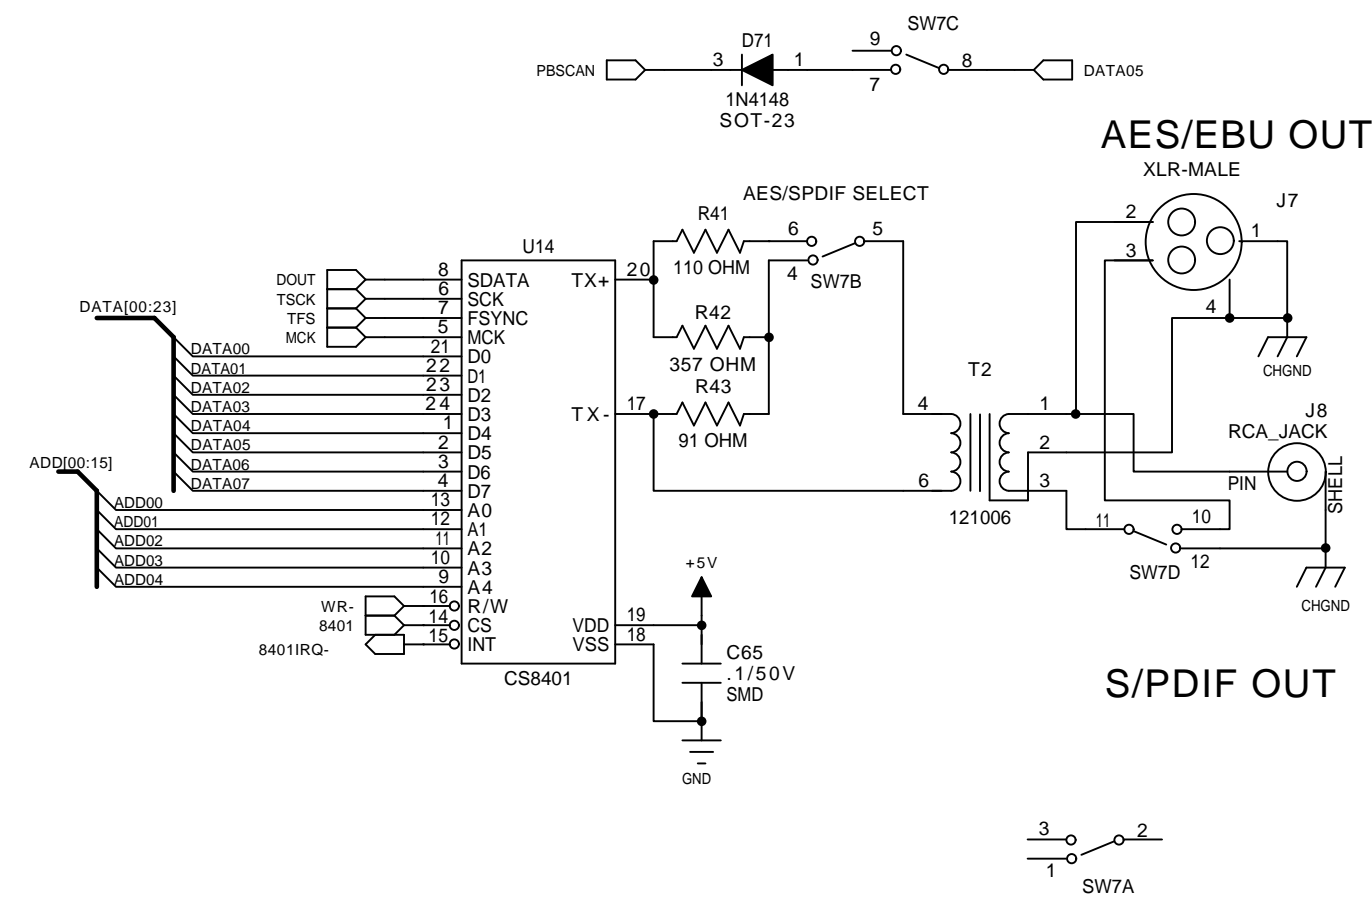 SW7C
D71
9
PBSCAN
3
1
8
DATA05
7
1N4148
SOT-23
AES/EBU OUT
XLR-MALE
J7
AES/SPDIF SELECT
R41
6
5
2
1
3
110 OHM
4
SW7B
4
CHGND
U14
DOUT
8
SDATA
TX+
20
TSCK
6
SCK
TFS
7
FSYNC
MCK
5
MCK
R42
357 OHM
DATA[00:23]
DATA00
21
D0
DATA01
22
D1
DATA02
23
D2
DATA03
24
D3
TX-
17
R43
91 OHM
DATA04
1
D4
DATA05
2
D5
DATA06
3
D6
DATA07
4
D7
T2
4
1
2
6
3
121006
J8
RCA_JACK
PIN
SHELL
11
10
12
SW7D
CHGND
ADD[00:15]
ADD00
13
A0
ADD01
12
A1
ADD02
11
A2
ADD03
10
A3
ADD04
9
A4
WR-
16
R/W
8401
14
CS
8401IRQ-
15
INT
VDD
19
VSS
18
CS8401
+5V
C65
.1/50V
SMD
GND
S/PDIF OUT
3
2
1
SW7A